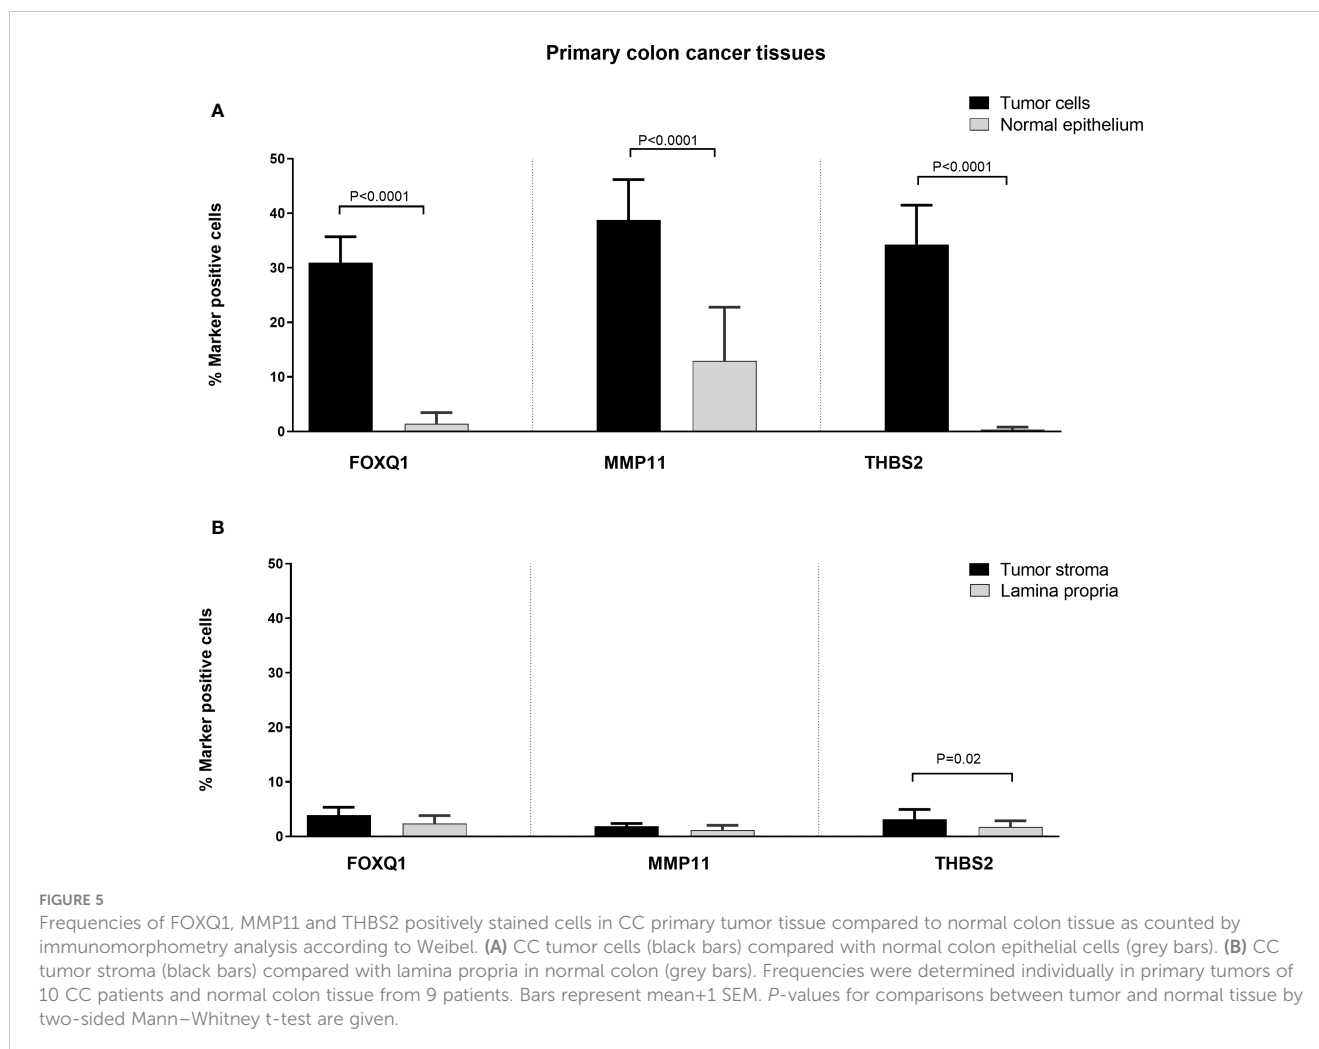 Primary colon cancer tissues
A
Tumor cells
Normal epithelium
P<0.0001
P<0.0001
P<0.0001
% Marker positive cells
50
40
30
20
10
0
FOXQ1
MMP11
THBS2
B
Tumor stroma
Lamina propria
P=0.02
% Marker positive cells
50
40
30
20
10
0
FOXQ1
MMP11
THBS2
FIGURE 5
Frequencies of FOXQ1, MMP11 and THBS2 positively stained cells in CC primary tumor tissue compared to normal colon tissue as counted by
immunomorphometry analysis according to Weibel. (A) CC tumor cells (black bars) compared with normal colon epithelial cells (grey bars). (B) CC
tumor stroma (black bars) compared with lamina propria in normal colon (grey bars). Frequencies were determined individually in primary tumors of
10 CC patients and normal colon tissue from 9 patients. Bars represent mean+1 SEM. P-values for comparisons between tumor and normal tissue by
two-sided Mann–Whitney t-test are given.